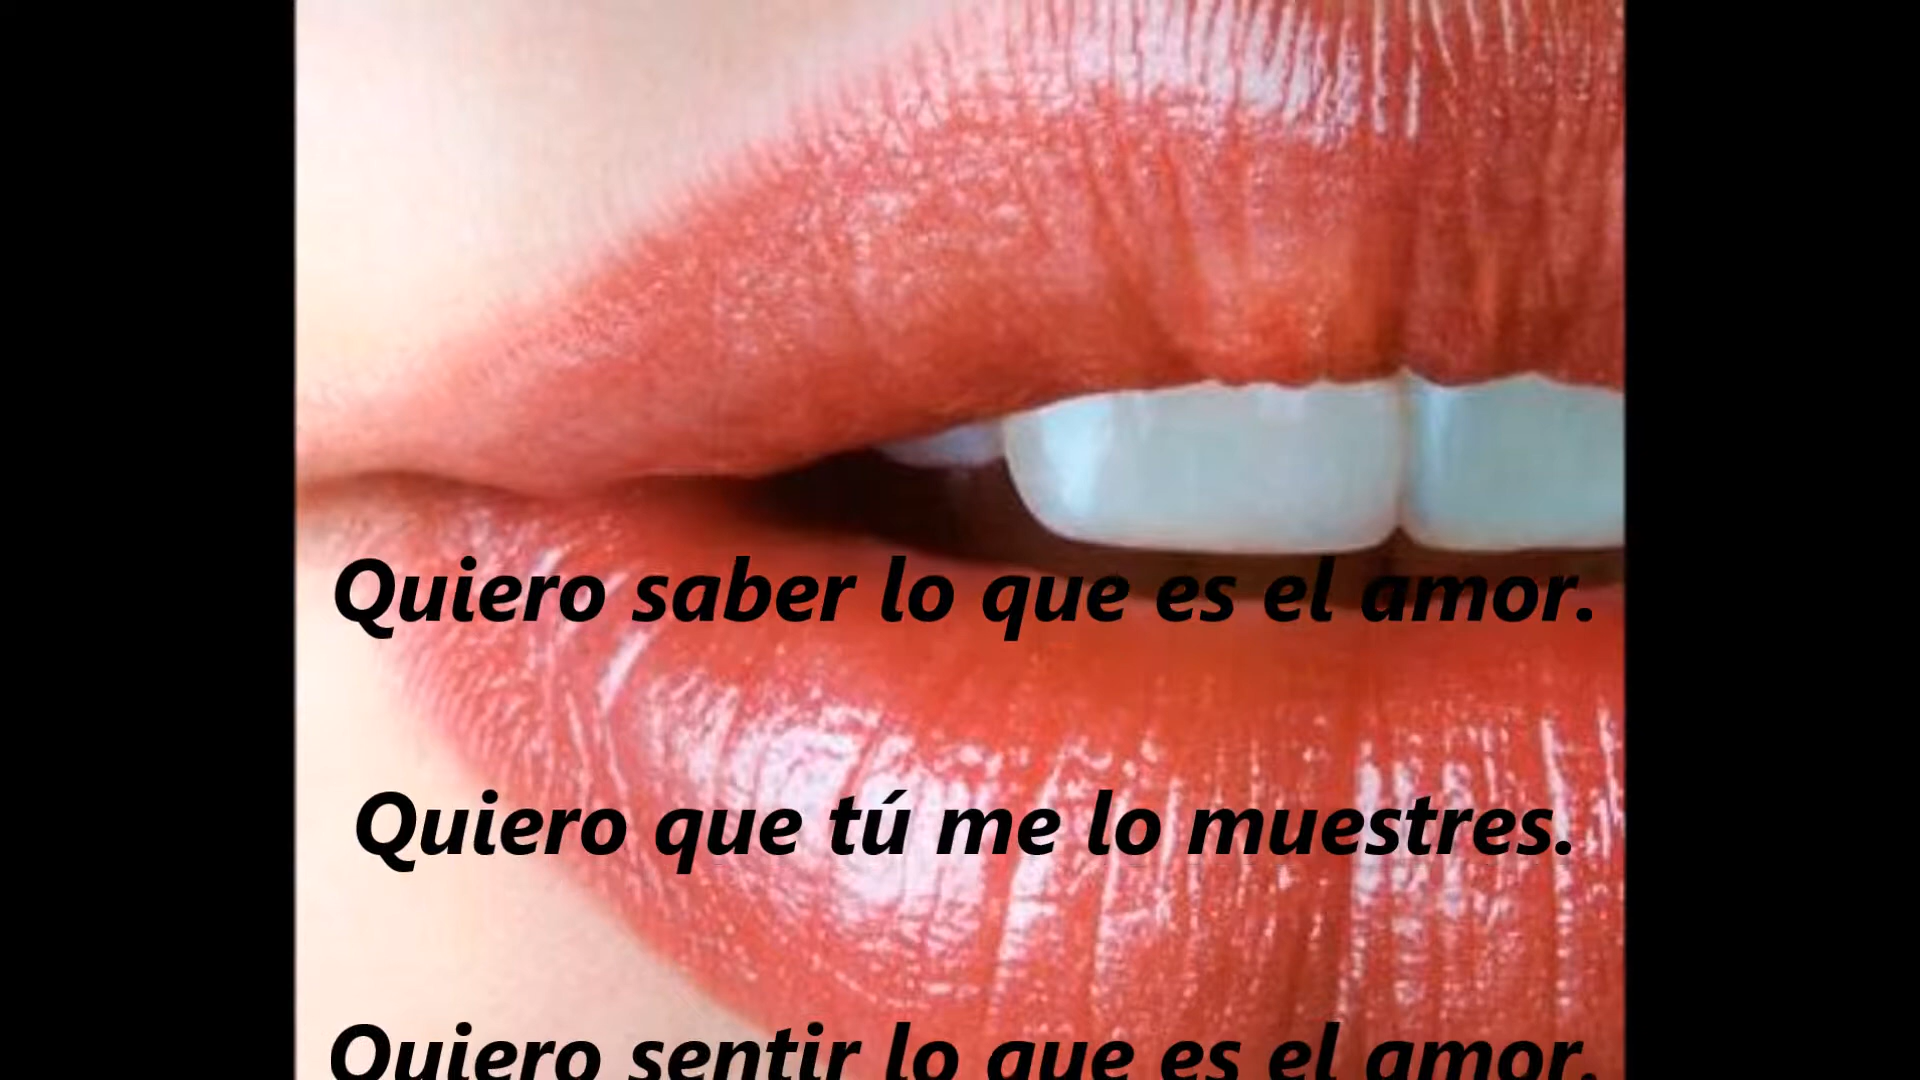 Quiero saber lo que es el amor.
Quiero que tú me lo muestres.
Quiero sentir lo que es el amor.